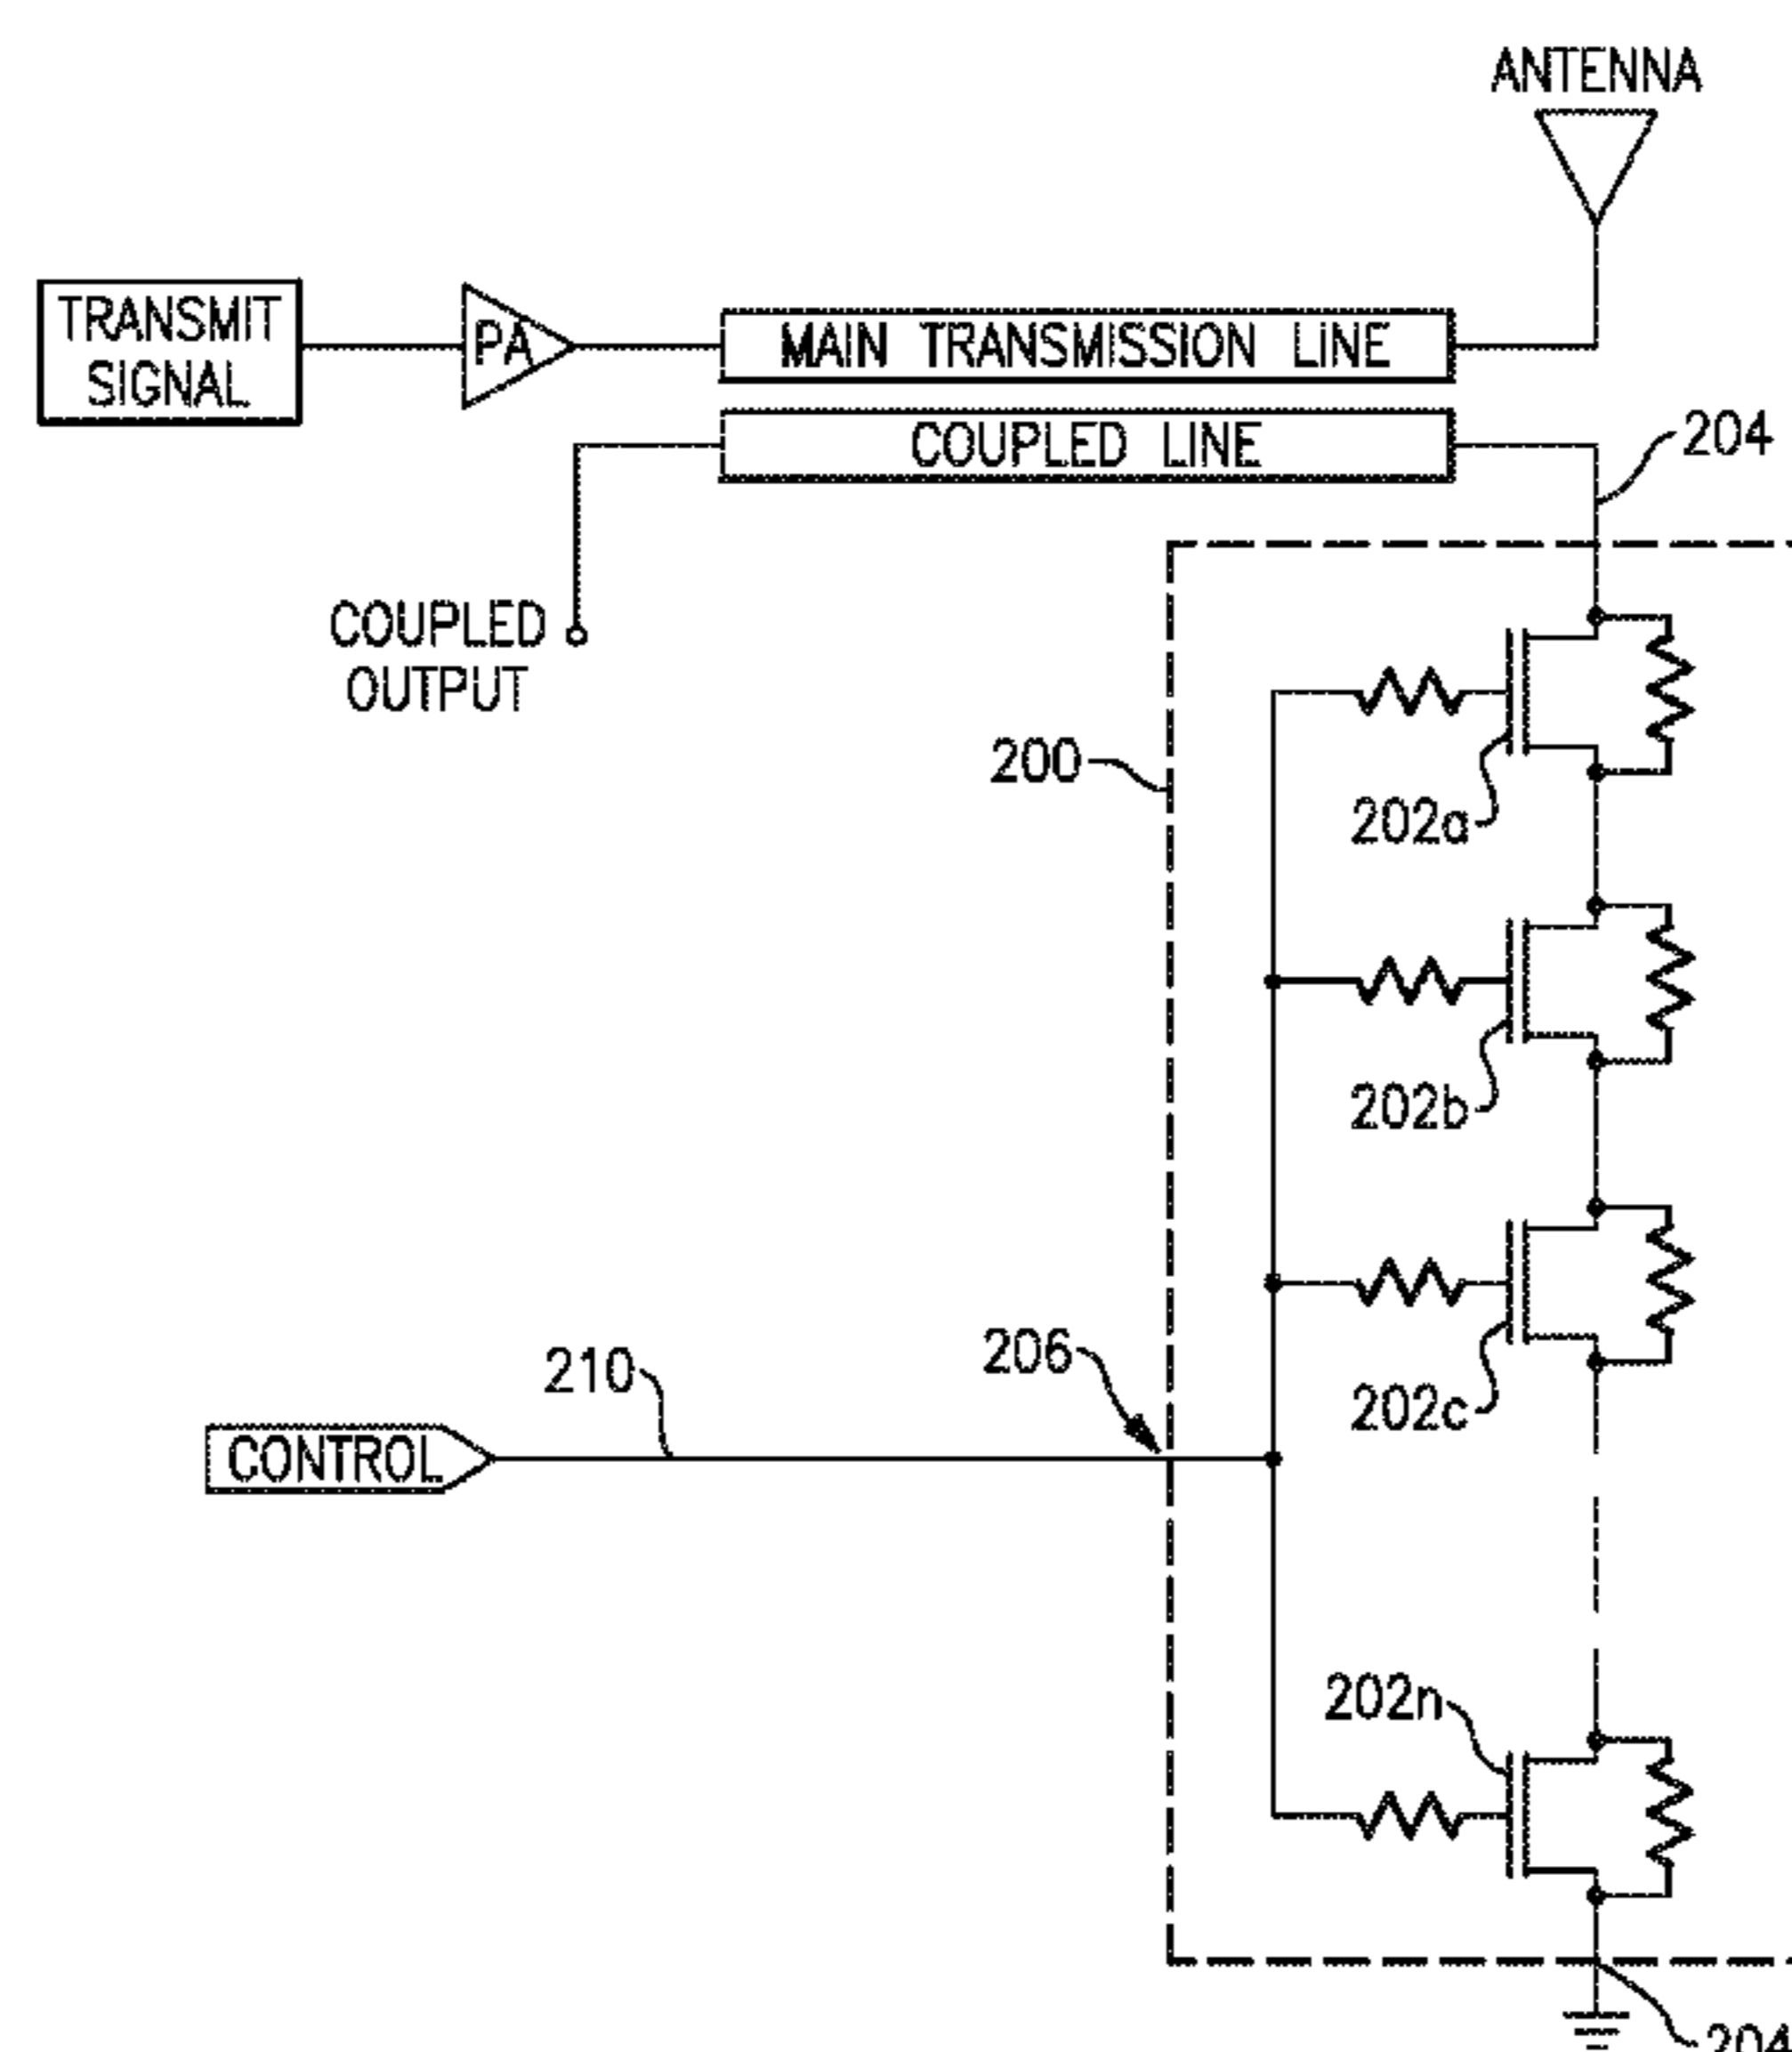 ANTENNA
TRANSMIT
SIGNAL
PA
MAIN TRANSMISSION LINE
COUPLED LINE
204
COUPLED
OUTPUT
200
202a
202b
206
210
202c
CONTROL
202n
204